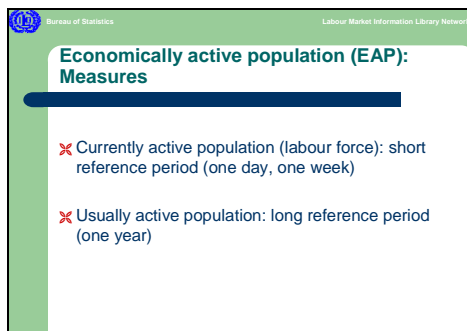 Bureau of Statistics
Labour Market Information Library Network
Economically active population (EAP):
Measures
Currently active population (labour force): short
reference period (one day, one week)
Usually active population: long reference period
(one year)